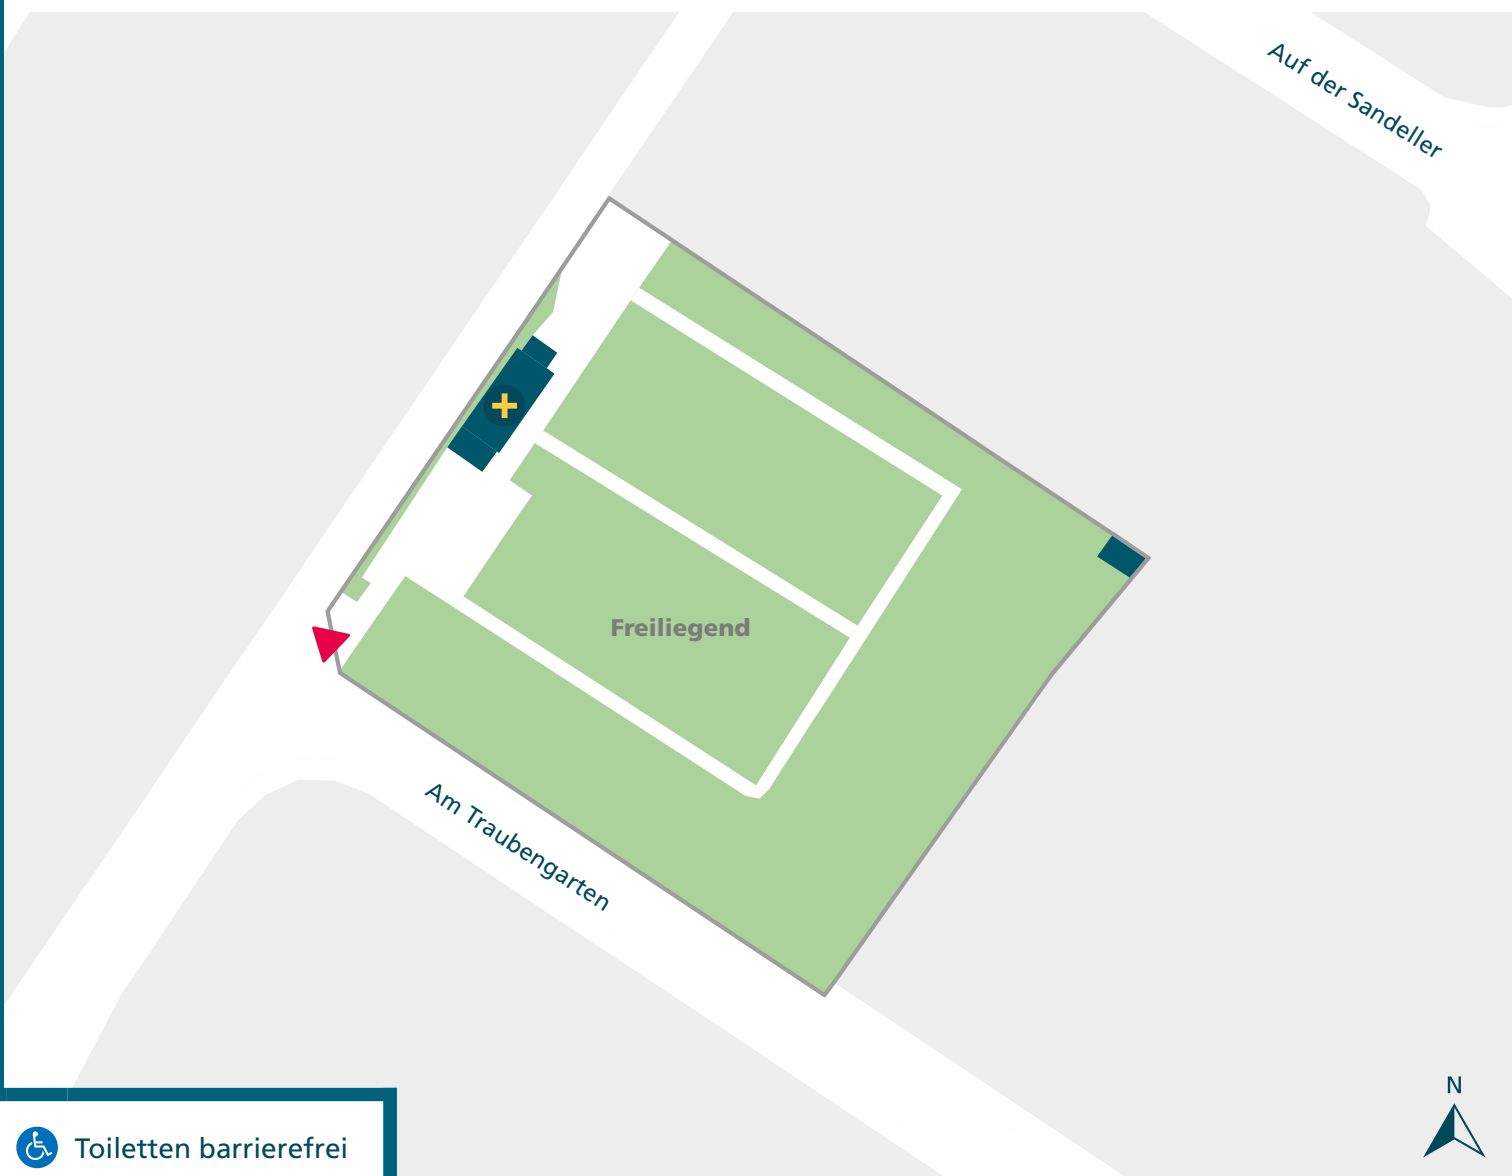 Auf der Sandeller
Freiliegend
Am Traubengarten
N
Toiletten barrierefrei